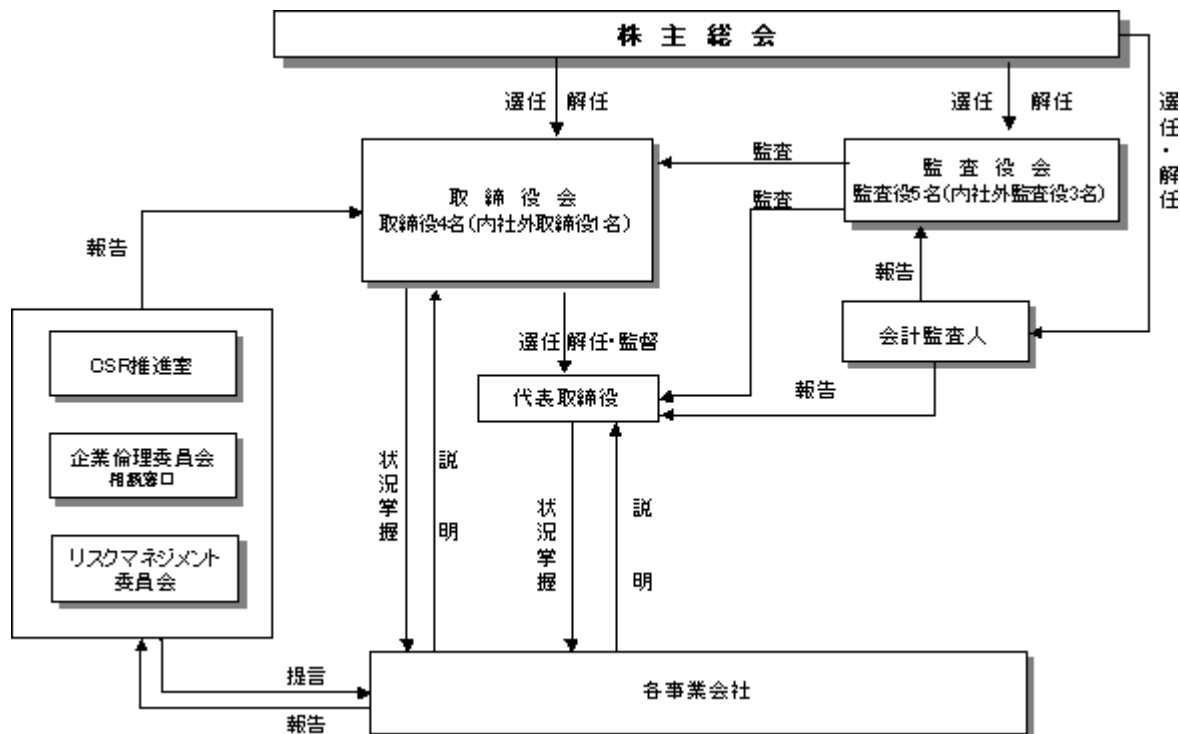 株 主 総 会
選任 解任
選任 解任
選任・解任
監査
監査
取 締 役 会
取締役4名(内社外取締役1名)
監 査 役 会
監査役5名(内社外監査役3名)
報告
報告
会計監査人
選任 解任・監督
代表取締役
報告
CSR推進室
企業倫理委員会
相談窓口
リスクマネジメント
委員会
状況掌握
説 明
状況掌握
説 明
提言
報告
各事業会社